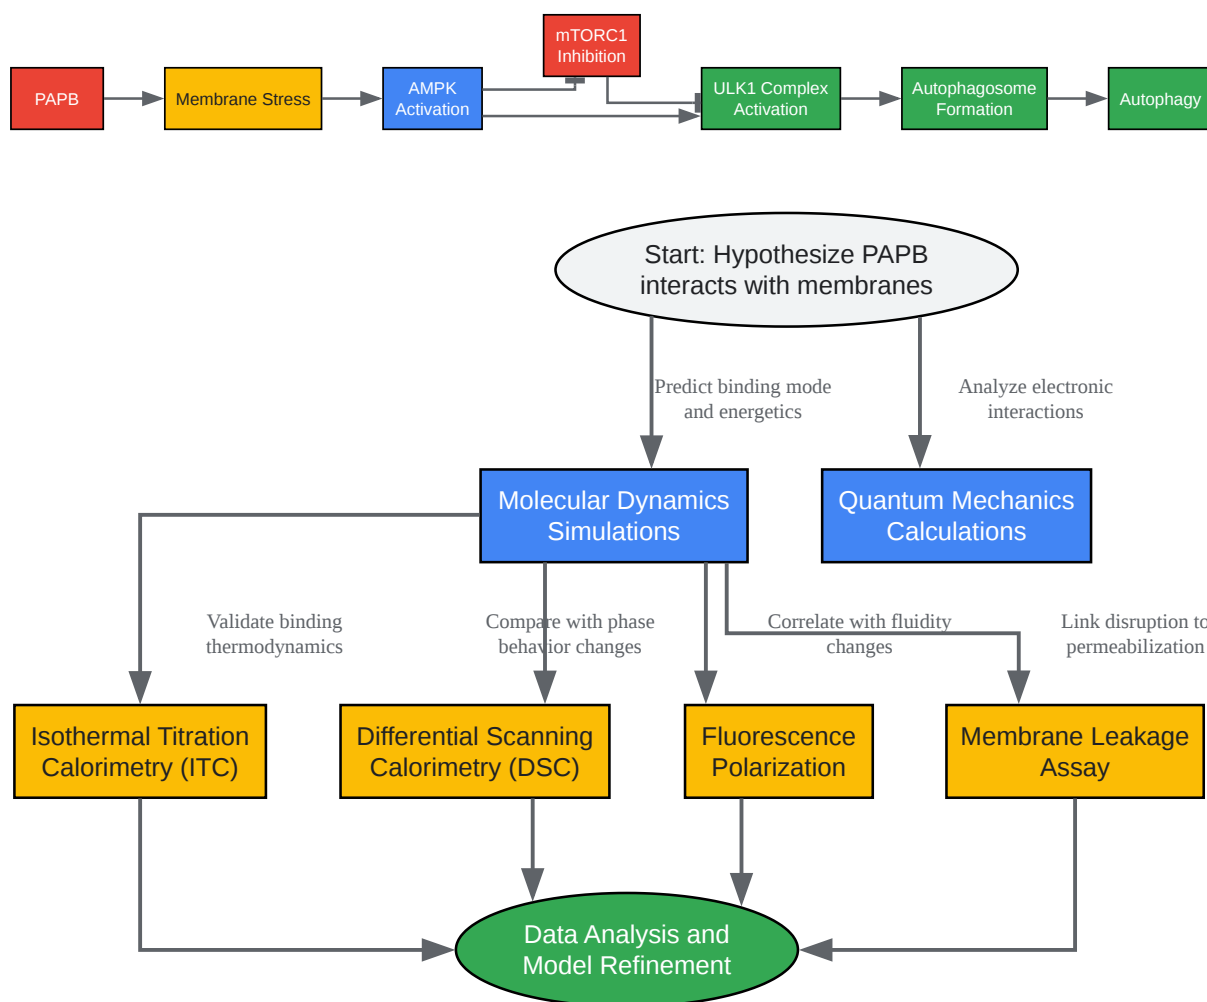 mTORC1
Inhibition
PAPB
Membrane Stress
AMPK
Activation
ULK1 Complex
Activation
Autophagosome
Formation
Autophagy
Start: Hypothesize PAPB
interacts with membranes
Predict binding mode
and energetics
Analyze electronic
interactions
Molecular Dynamics
Simulations
Quantum Mechanics
Calculations
Validate binding
thermodynamics
Compare with phase
behavior changes
Correlate with fluidity
changes
Link disruption to
permeabilization
Isothermal Titration
Calorimetry (ITC)
Differential Scanning
Calorimetry (DSC)
Fluorescence
Polarization
Membrane Leakage
Assay
Data Analysis and
Model Refinement